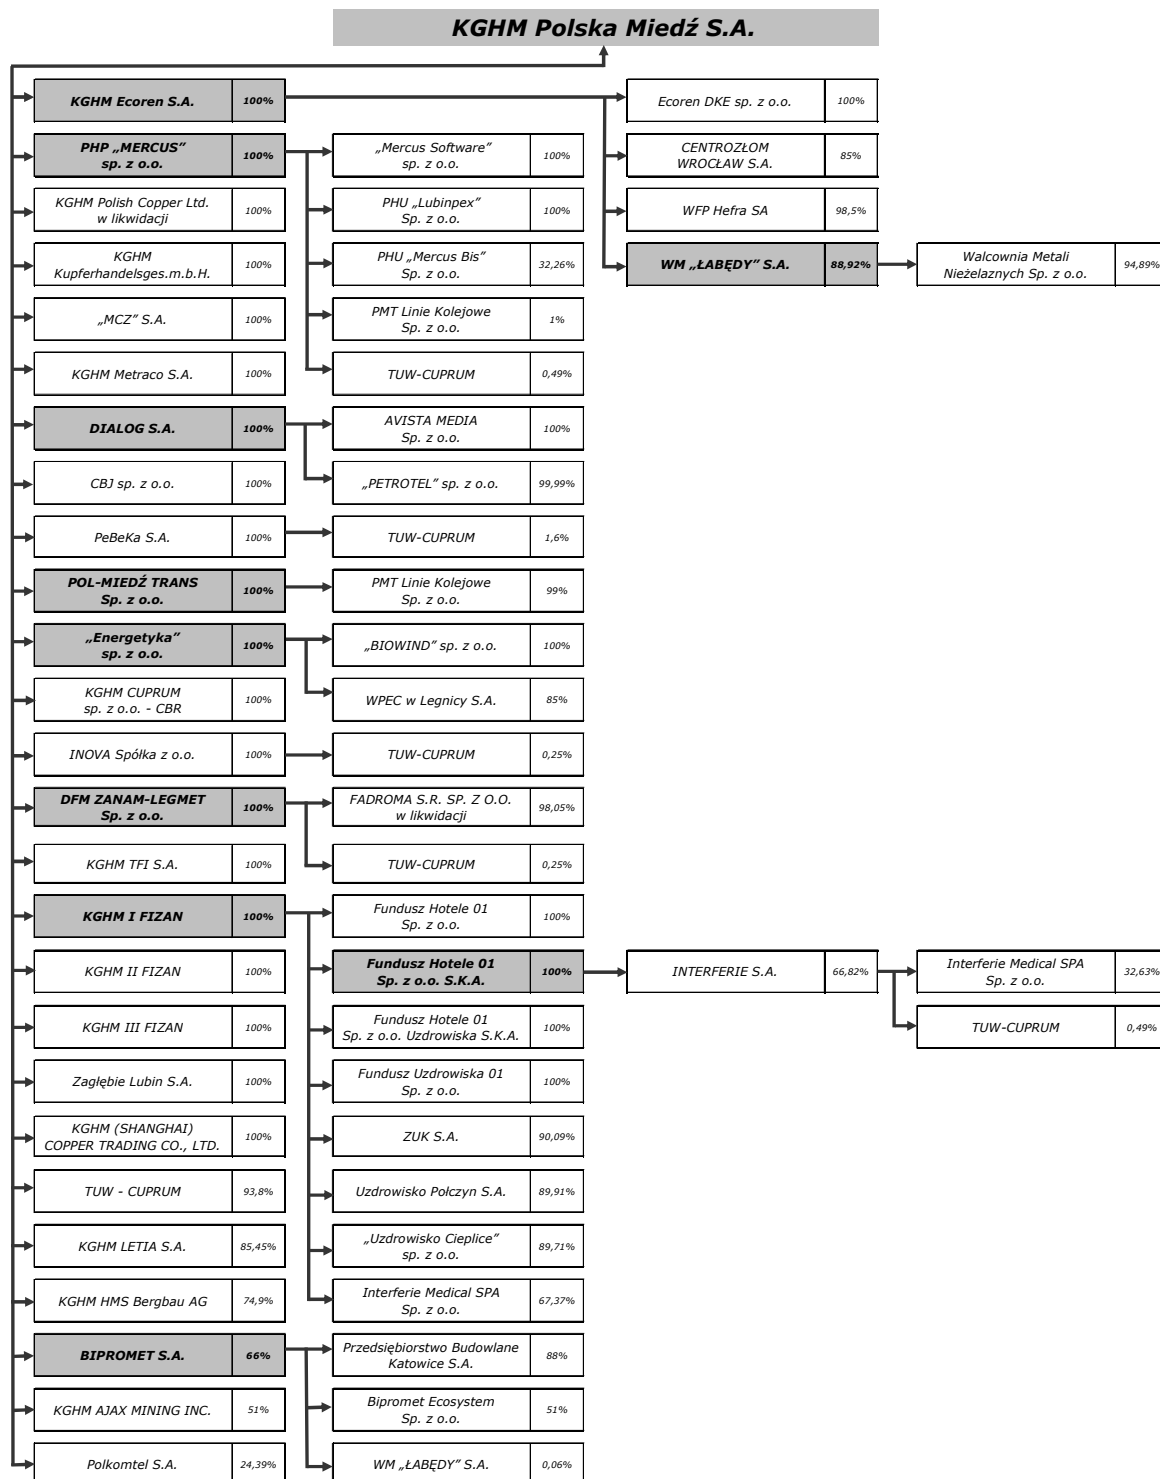 KGHM Polska Miedź S.A.
KGHM Ecoren S.A. 100%
Ecoren DKE sp. z o.o. 100%
PHP „MERCUS”
sp. z o.o. 100%
„Mercus Software”
sp. z o.o. 100%
CENTROZŁOM
WROCŁAW S.A. 85%
KGHM Polish Copper Ltd.
w likwidacji 100%
PHU „Lubinpex”
Sp. z o.o. 100%
WFP Hefra SA 98,5%
KGHM
Kupferhandelsges.m.b.H. 100%
PHU „Mercus Bis”
Sp. z o.o. 32,26%
WM „ŁABĘDY” S.A. 88,92%
Walcownia Metali
Nieżelaznych Sp. z o.o. 94,89%
„MCZ” S.A. 100%
PMT Linie Kolejowe
Sp. z o.o. 1%
KGHM Metraco S.A. 100%
TUW-CUPRUM 0,49%
DIALOG S.A. 100%
AVISTA MEDIA
Sp. z o.o. 100%
CBJ sp. z o.o. 100%
„PETROTEL” sp. z o.o. 99,99%
PeBeKa S.A. 100%
TUW-CUPRUM 1,6%
POL-MIEDŹ TRANS
Sp. z o.o. 100%
PMT Linie Kolejowe
Sp. z o.o. 99%
„Energetyka”
sp. z o.o. 100%
„BIOWIND” sp. z o.o. 100%
KGHM CUPRUM
sp. z o.o. - CBR 100%
WPEC w Legnicy S.A. 85%
INOVA Spółka z o.o. 100%
TUW-CUPRUM 0,25%
DFM ZANAM-LEGMET
Sp. z o.o. 100%
FADROMA S.R. SP. Z O.O.
w likwidacji 98,05%
KGHM TFI S.A. 100%
TUW-CUPRUM 0,25%
KGHM I FIZAN 100%
Fundusz Hotele 01
Sp. z o.o. 100%
KGHM II FIZAN 100%
Fundusz Hotele 01
Sp. z o.o. S.K.A. 100%
INTERFERIE S.A. 66,82%
Interferie Medical SPA
Sp. z o.o. 32,63%
KGHM III FIZAN 100%
Fundusz Hotele 01
Sp. z o.o. Uzdrowiska S.K.A. 100%
TUW-CUPRUM 0,49%
Zagłębie Lubin S.A. 100%
Fundusz Uzdrowiska 01
Sp. z o.o. 100%
KGHM (SHANGHAI)
COPPER TRADING CO., LTD. 100%
ZUK S.A. 90,09%
TUW - CUPRUM 93,8%
Uzdrowisko Połczyn S.A. 89,91%
KGHM LETIA S.A. 85,45%
„Uzdrowisko Cieplice”
sp. z o.o. 89,71%
KGHM HMS Bergbau AG 74,9%
Interferie Medical SPA
Sp. z o.o. 67,37%
BIPROMET S.A. 66%
Przedsiębiorstwo Budowlane
Katowice S.A. 88%
KGHM AJAX MINING INC. 51%
Bipromet Ecosystem
Sp. z o.o. 51%
Polkomtel S.A. 24,39%
WM „ŁABĘDY” S.A. 0,06%